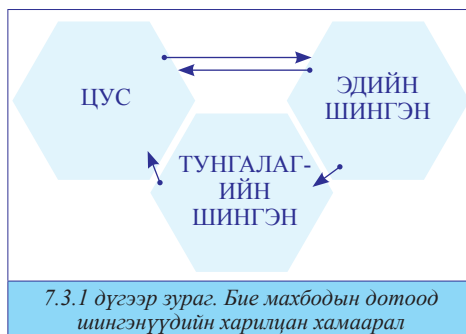 ЦУС
ЭДИЙН
ШИНГЭН
ТУНГАЛАГ-
ИЙН
ШИНГЭН
7.3.1 дүгээр зураг. Бие махбодын дотоод
шингэнүүдийн харилцан хамаарал